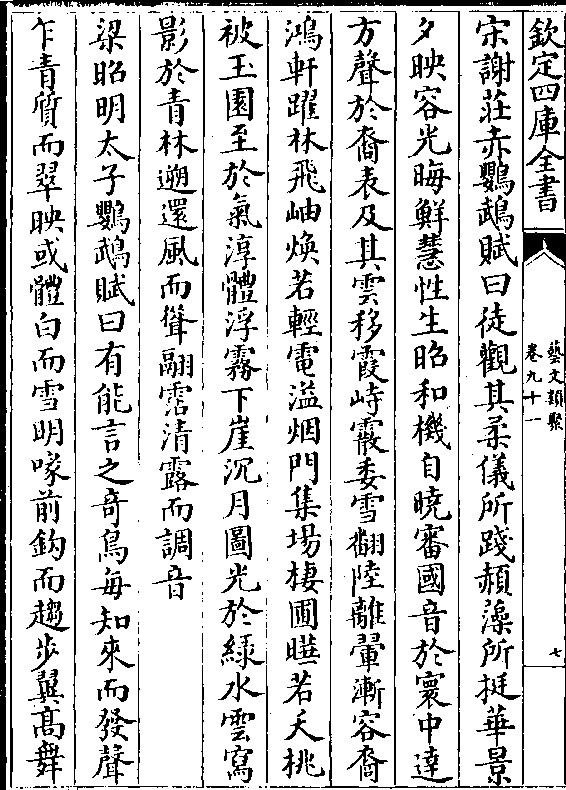 欽定四庫全書
藝文類聚
卷九十一
七
宋謝莊赤鸚鵡賦曰徒觀其柔儀所踐赬藻所挺華景
夕映容光晦鮮慧性生昭和機自曉審國音於寰中達
方聲於裔表及其雲移霞峙霰委雪翻陸離翬漸容裔
鴻軒躍林飛岫煥若輕電溢烟門集場棲圃曄若夭桃
被玉園至於氣淳體浮霧下崖沉月圖光於綠水雲寫
影於青林遡還風而聳翮霑清露而調音
梁昭明太子鸚鵡賦曰有能言之奇鳥每知來而發聲
乍青質而翠映或體白而雪明喙前鈎而趨步翼高舞